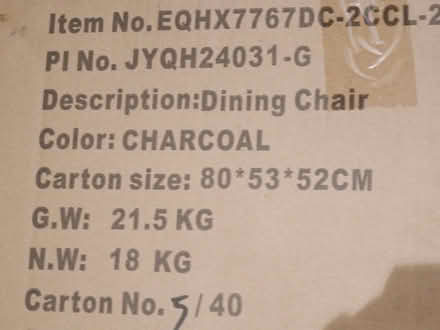 Item No.EQHX7767DC-2CCL-2
PI No. JYQH24031-G
Description:Dining Chair
Color: CHARCOAL
Carton size: 80*53*52CM
G.W: 21.5 KG
N.W: 18 KG
Carton No. 5/40